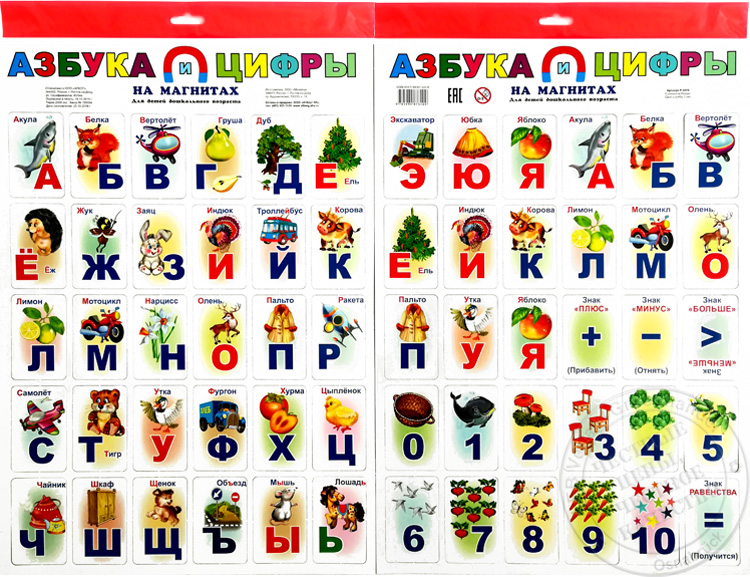 АЗБУКА И ЦИФРЫ
НА МАГНИТАХ
Для детей дошкольного возраста
Акула Белка Вертолёт Груша Дуб
А Б В Г Д Е Ель
Жук Заяц Индюк Троллейбус Корова
Ё Ёж Ж З И Й К
Лимон Мотоцикл Нарцисс Олень Пальто Ракета
Л М Н О П Р
Самолёт Утка Фургон Хурма Цыплёнок
С Т Тигр У Ф Х Ц
Чайник Шкаф Щенок Объезд Мышь Лошадь
Ч Ш Щ Ъ Ы Ь
АЗБУКА И ЦИФРЫ
НА МАГНИТАХ
Для детей дошкольного возраста
ЕАС
0-3
Экскаватор Юбка Яблоко Акула Белка Вертолёт
Э Ю Я А Б В
Индюк Корова Лимон Мотоцикл Олень
Е Ель И К Л М О
Пальто Утка Яблоко Знак «ПЛЮС» Знак «МИНУС» Знак «БОЛЬШЕ»
П У Я + − >
(Прибавить) (Отнять) Знак «МЕНЬШЕ»
0 1 2 3 4 5
Знак РАВЕНСТВА
6 7 8 9 10 =
(Получится)